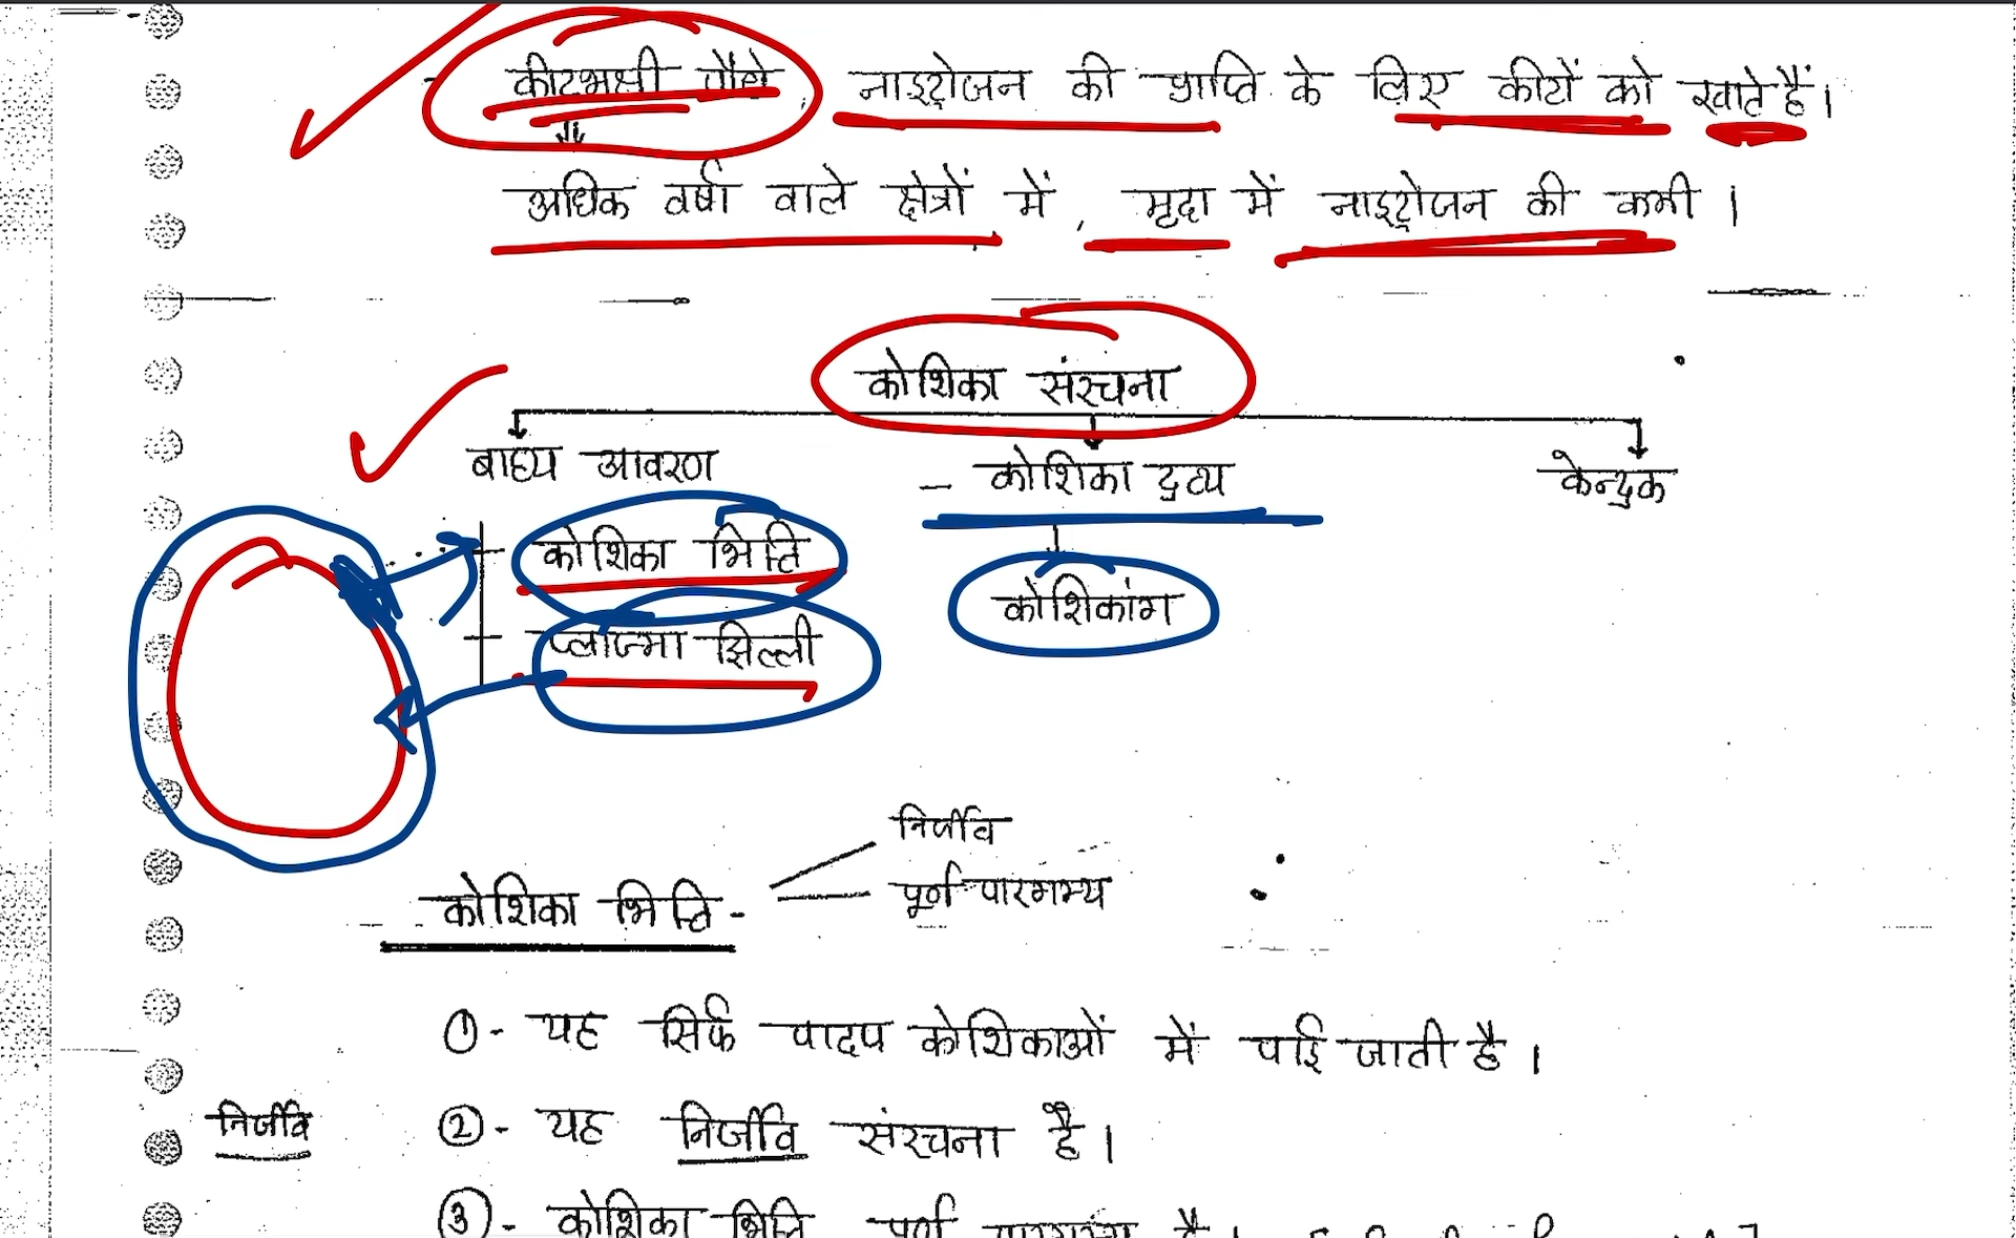 कीटभक्षी पौधे, नाइट्रोजन की प्राप्ति के लिए कीटों को खाते हैं।
अधिक वर्षा वाले क्षेत्रों में, मृदा में नाइट्रोजन की कमी।
कोशिका संरचना
बाह्य आवरण
- कोशिका द्रव्य
केन्द्रक
कोशिका भित्ति
कोशिकांग
प्लाज्मा झिल्ली
निर्जीव
कोशिका भित्ति -
पूर्ण पारगम्य
① - यह सिर्फ पादप कोशिकाओं में पाई जाती है।
निर्जीव
② - यह निर्जीव संरचना है।
③ - कोशिका भित्ति पूर्ण पारगम्य है।